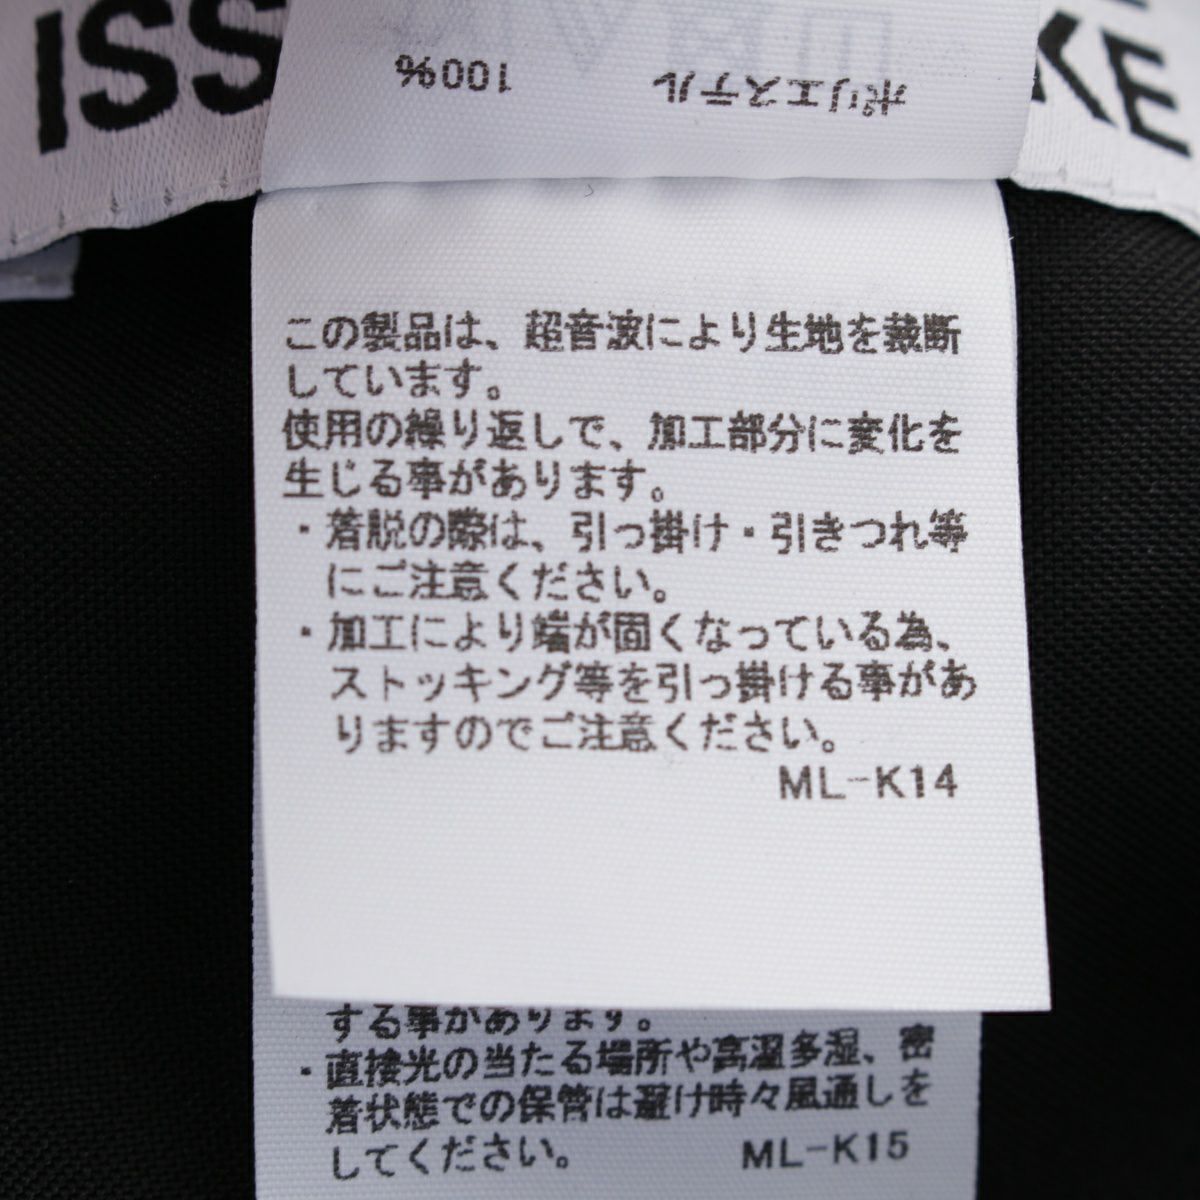 ISS KE
ポリエステル 100%
この製品は、超音波により生地を裁断
しています。
使用の繰り返しで、加工部分に変化を
生じる事があります。
・着脱の際は、引っ掛け・引きつれ等
にご注意ください。
・加工により端が固くなっている為、
ストッキング等を引っ掛ける事があ
りますのでご注意ください。
ML-K14
する事があります。
・直接光の当たる場所や高温多湿、密
着状態での保管は避け時々風通しを
してください。
ML-K15